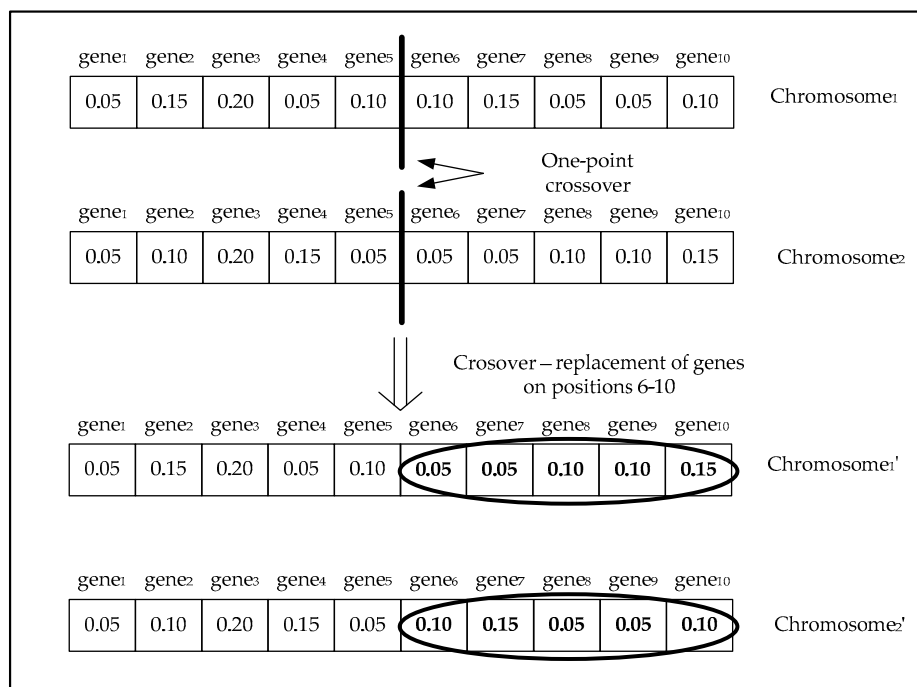 gene1 gene2 gene3 gene4 gene5 gene6 gene7 gene8 gene9 gene10
0.05 0.15 0.20 0.05 0.10 0.10 0.15 0.05 0.05 0.10 Chromosome1
One-point
crossover
gene1 gene2 gene3 gene4 gene5 gene6 gene7 gene8 gene9 gene10
0.05 0.10 0.20 0.15 0.05 0.05 0.05 0.10 0.10 0.15 Chromosome2
Crosover – replacement of genes
on positions 6-10
gene1 gene2 gene3 gene4 gene5 gene6 gene7 gene8 gene9 gene10
0.05 0.15 0.20 0.05 0.10 0.05 0.05 0.10 0.10 0.15 Chromosome1'
gene1 gene2 gene3 gene4 gene5 gene6 gene7 gene8 gene9 gene10
0.05 0.10 0.20 0.15 0.05 0.10 0.15 0.05 0.05 0.10 Chromosome2'